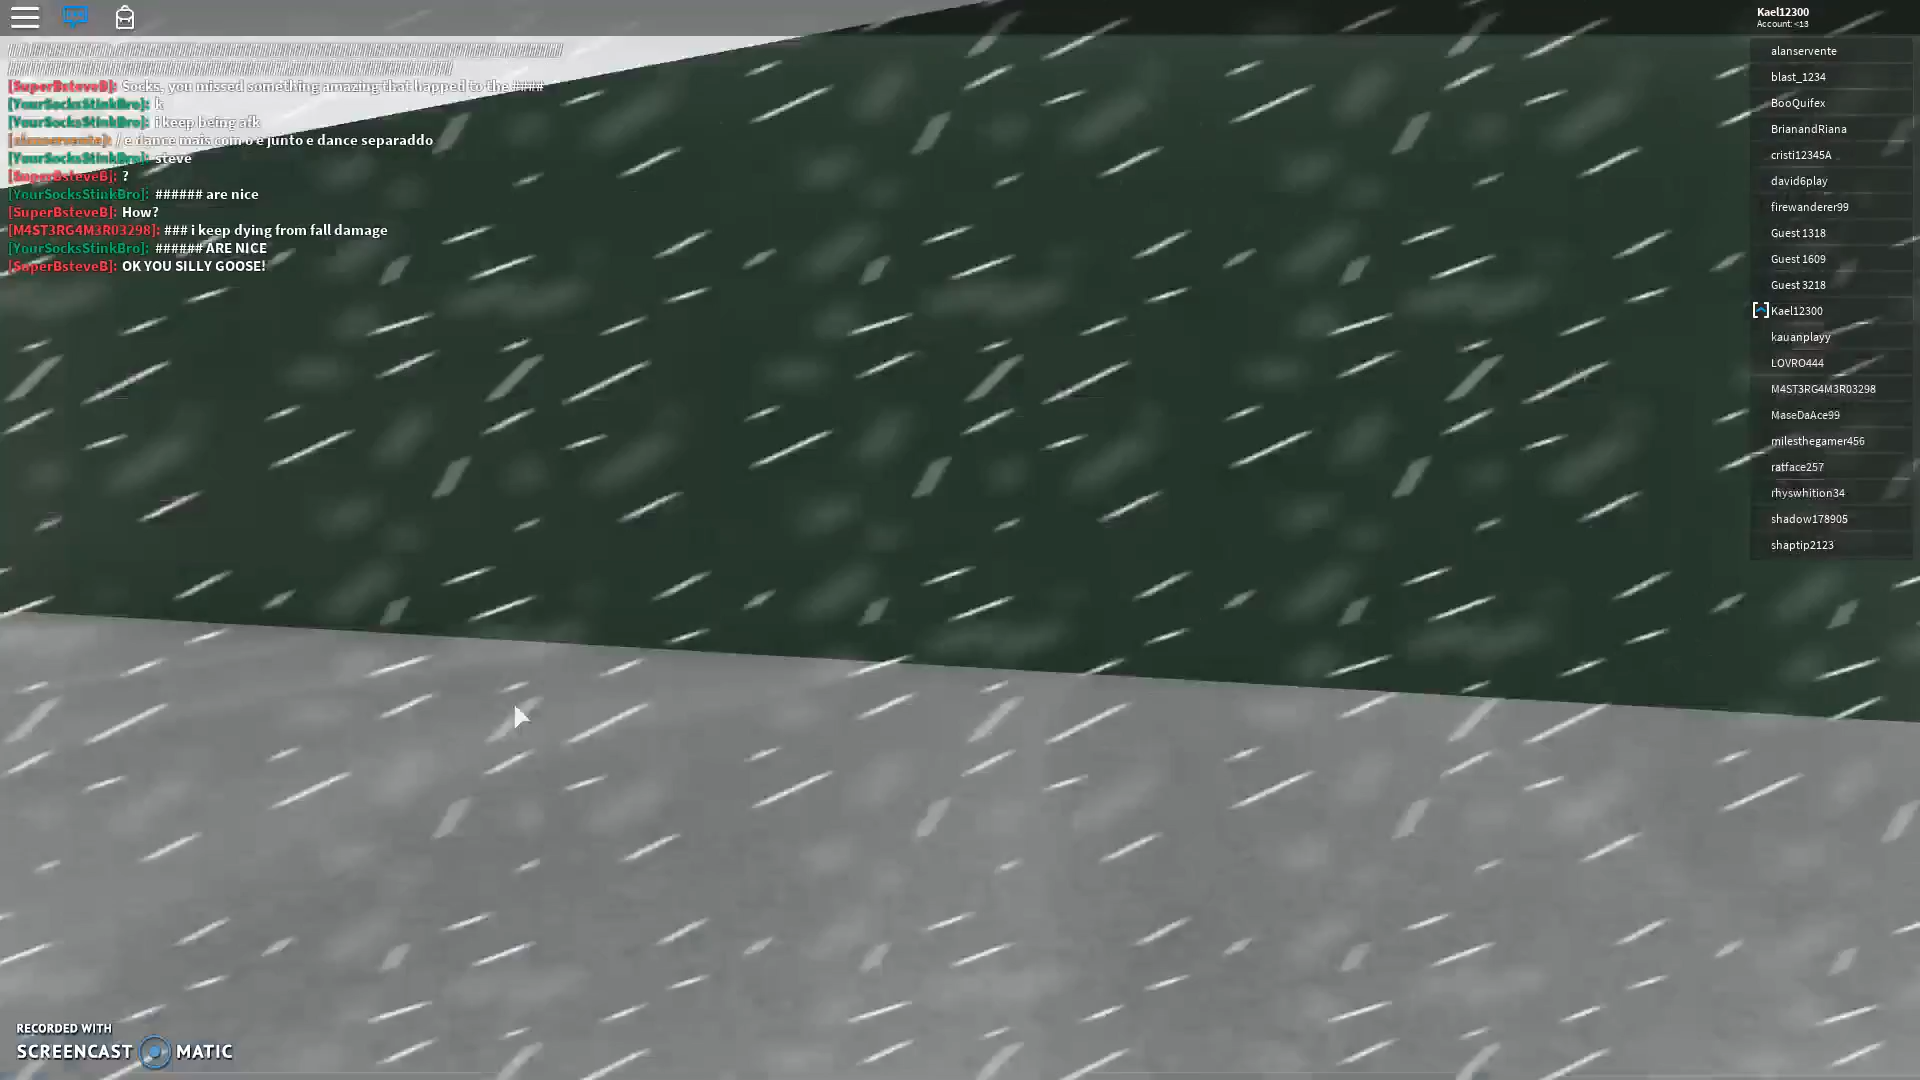 Kael12300
Account: <13
[SuperBsteveB]: Socks, you missed something amazing that happed to the ####
[YourSocksStinkBro]: k
[YourSocksStinkBro]: i keep being afk
[alanservente]: / e dance mais com o e junto e dance separaddo
[YourSocksStinkBro]: steve
[SuperBsteveB]: ?
[YourSocksStinkBro]: ###### are nice
[SuperBsteveB]: How?
[M4ST3RG4M3R03298]: ### i keep dying from fall damage
[YourSocksStinkBro]: ###### ARE NICE
[SuperBsteveB]: OK YOU SILLY GOOSE!
alanservente
blast_1234
BooQuifex
BrianandRiana
cristi12345A
david6play
firewanderer99
Guest 1318
Guest 1609
Guest 3218
Kael12300
kauanplayy
LOVRO444
M4ST3RG4M3R03298
MaseDaAce99
milesthegamer456
ratface257
rhyswhition34
shadow178905
shaptip2123
RECORDED WITH
SCREENCAST MATIC